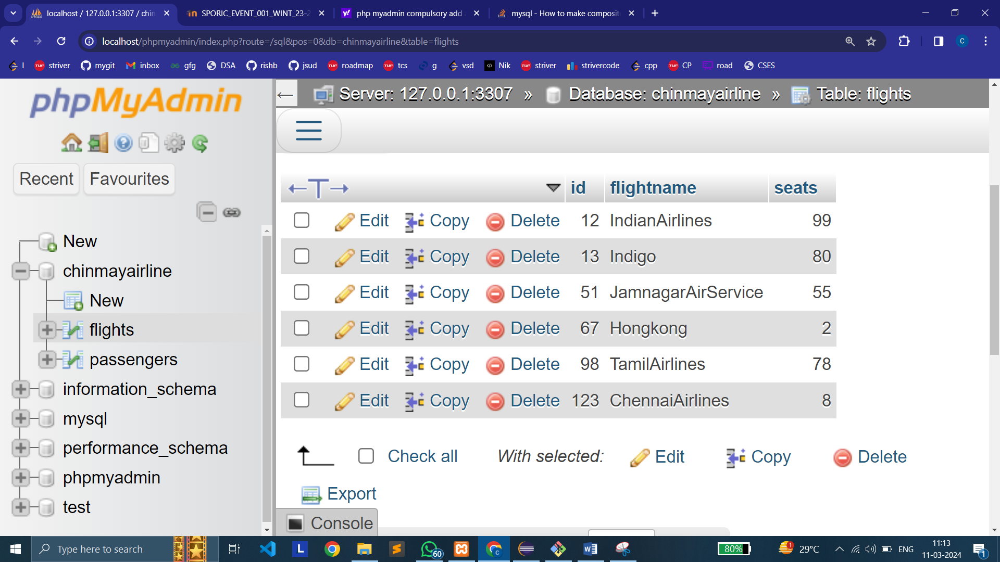 localhost / 127.0.0.1:3307 / chin
SPORIC_EVENT_001_WINT_23-2
php myadmin compulsory add
mysql - How to make composit
localhost/phpmyadmin/index.php?route=/sql&pos=0&db=chinmayairline&table=flights
C
l
striver
mygit
inbox
gfg
DSA
rishb
jsud
roadmap
tcs
g
vsd
Nik
striver
strivercode
cpp
CP
road
CSES
phpMyAdmin
Recent
Favourites
New
chinmayairline
New
flights
passengers
information_schema
mysql
performance_schema
phpmyadmin
test
Server: 127.0.0.1:3307 » Database: chinmayairline » Table: flights
id flightname seats
Edit Copy Delete 12 IndianAirlines 99
Edit Copy Delete 13 Indigo 80
Edit Copy Delete 51 JamnagarAirService 55
Edit Copy Delete 67 Hongkong 2
Edit Copy Delete 98 TamilAirlines 78
Edit Copy Delete 123 ChennaiAirlines 8
Check all With selected: Edit Copy Delete
Export
Console
Type here to search
L
60
80%
1
29°C
ENG
11:13
11-03-2024
1